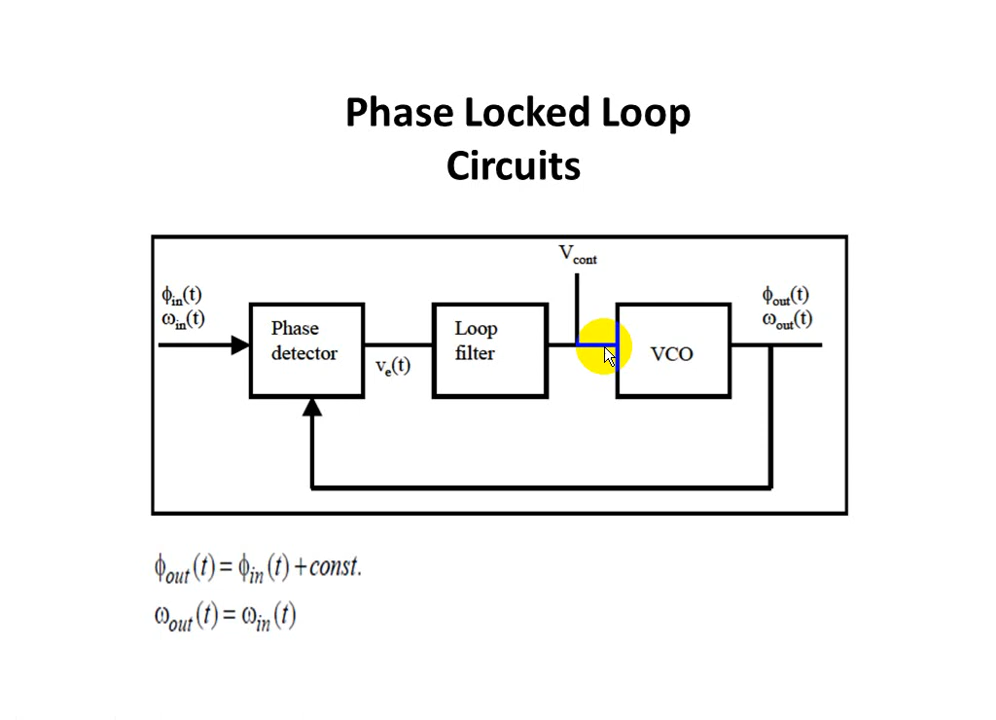 Phase Locked Loop
Circuits
V_cont
ϕ_in(t)
ω_in(t)
Phase
detector
v_e(t)
Loop
filter
VCO
ϕ_out(t)
ω_out(t)
ϕ_out(t) = ϕ_in(t) + const.
ω_out(t) = ω_in(t)